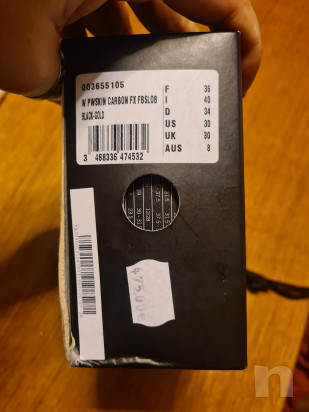 003655105
W PWSKIN CARBON FX FBSLOB
BLACK-GOLD
3 468336 474532
F 36
I 40
D 34
US 30
UK 30
AUS 8
n